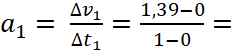 a₁ = Δv₁/Δt₁ = 1,39−0/1−0 =